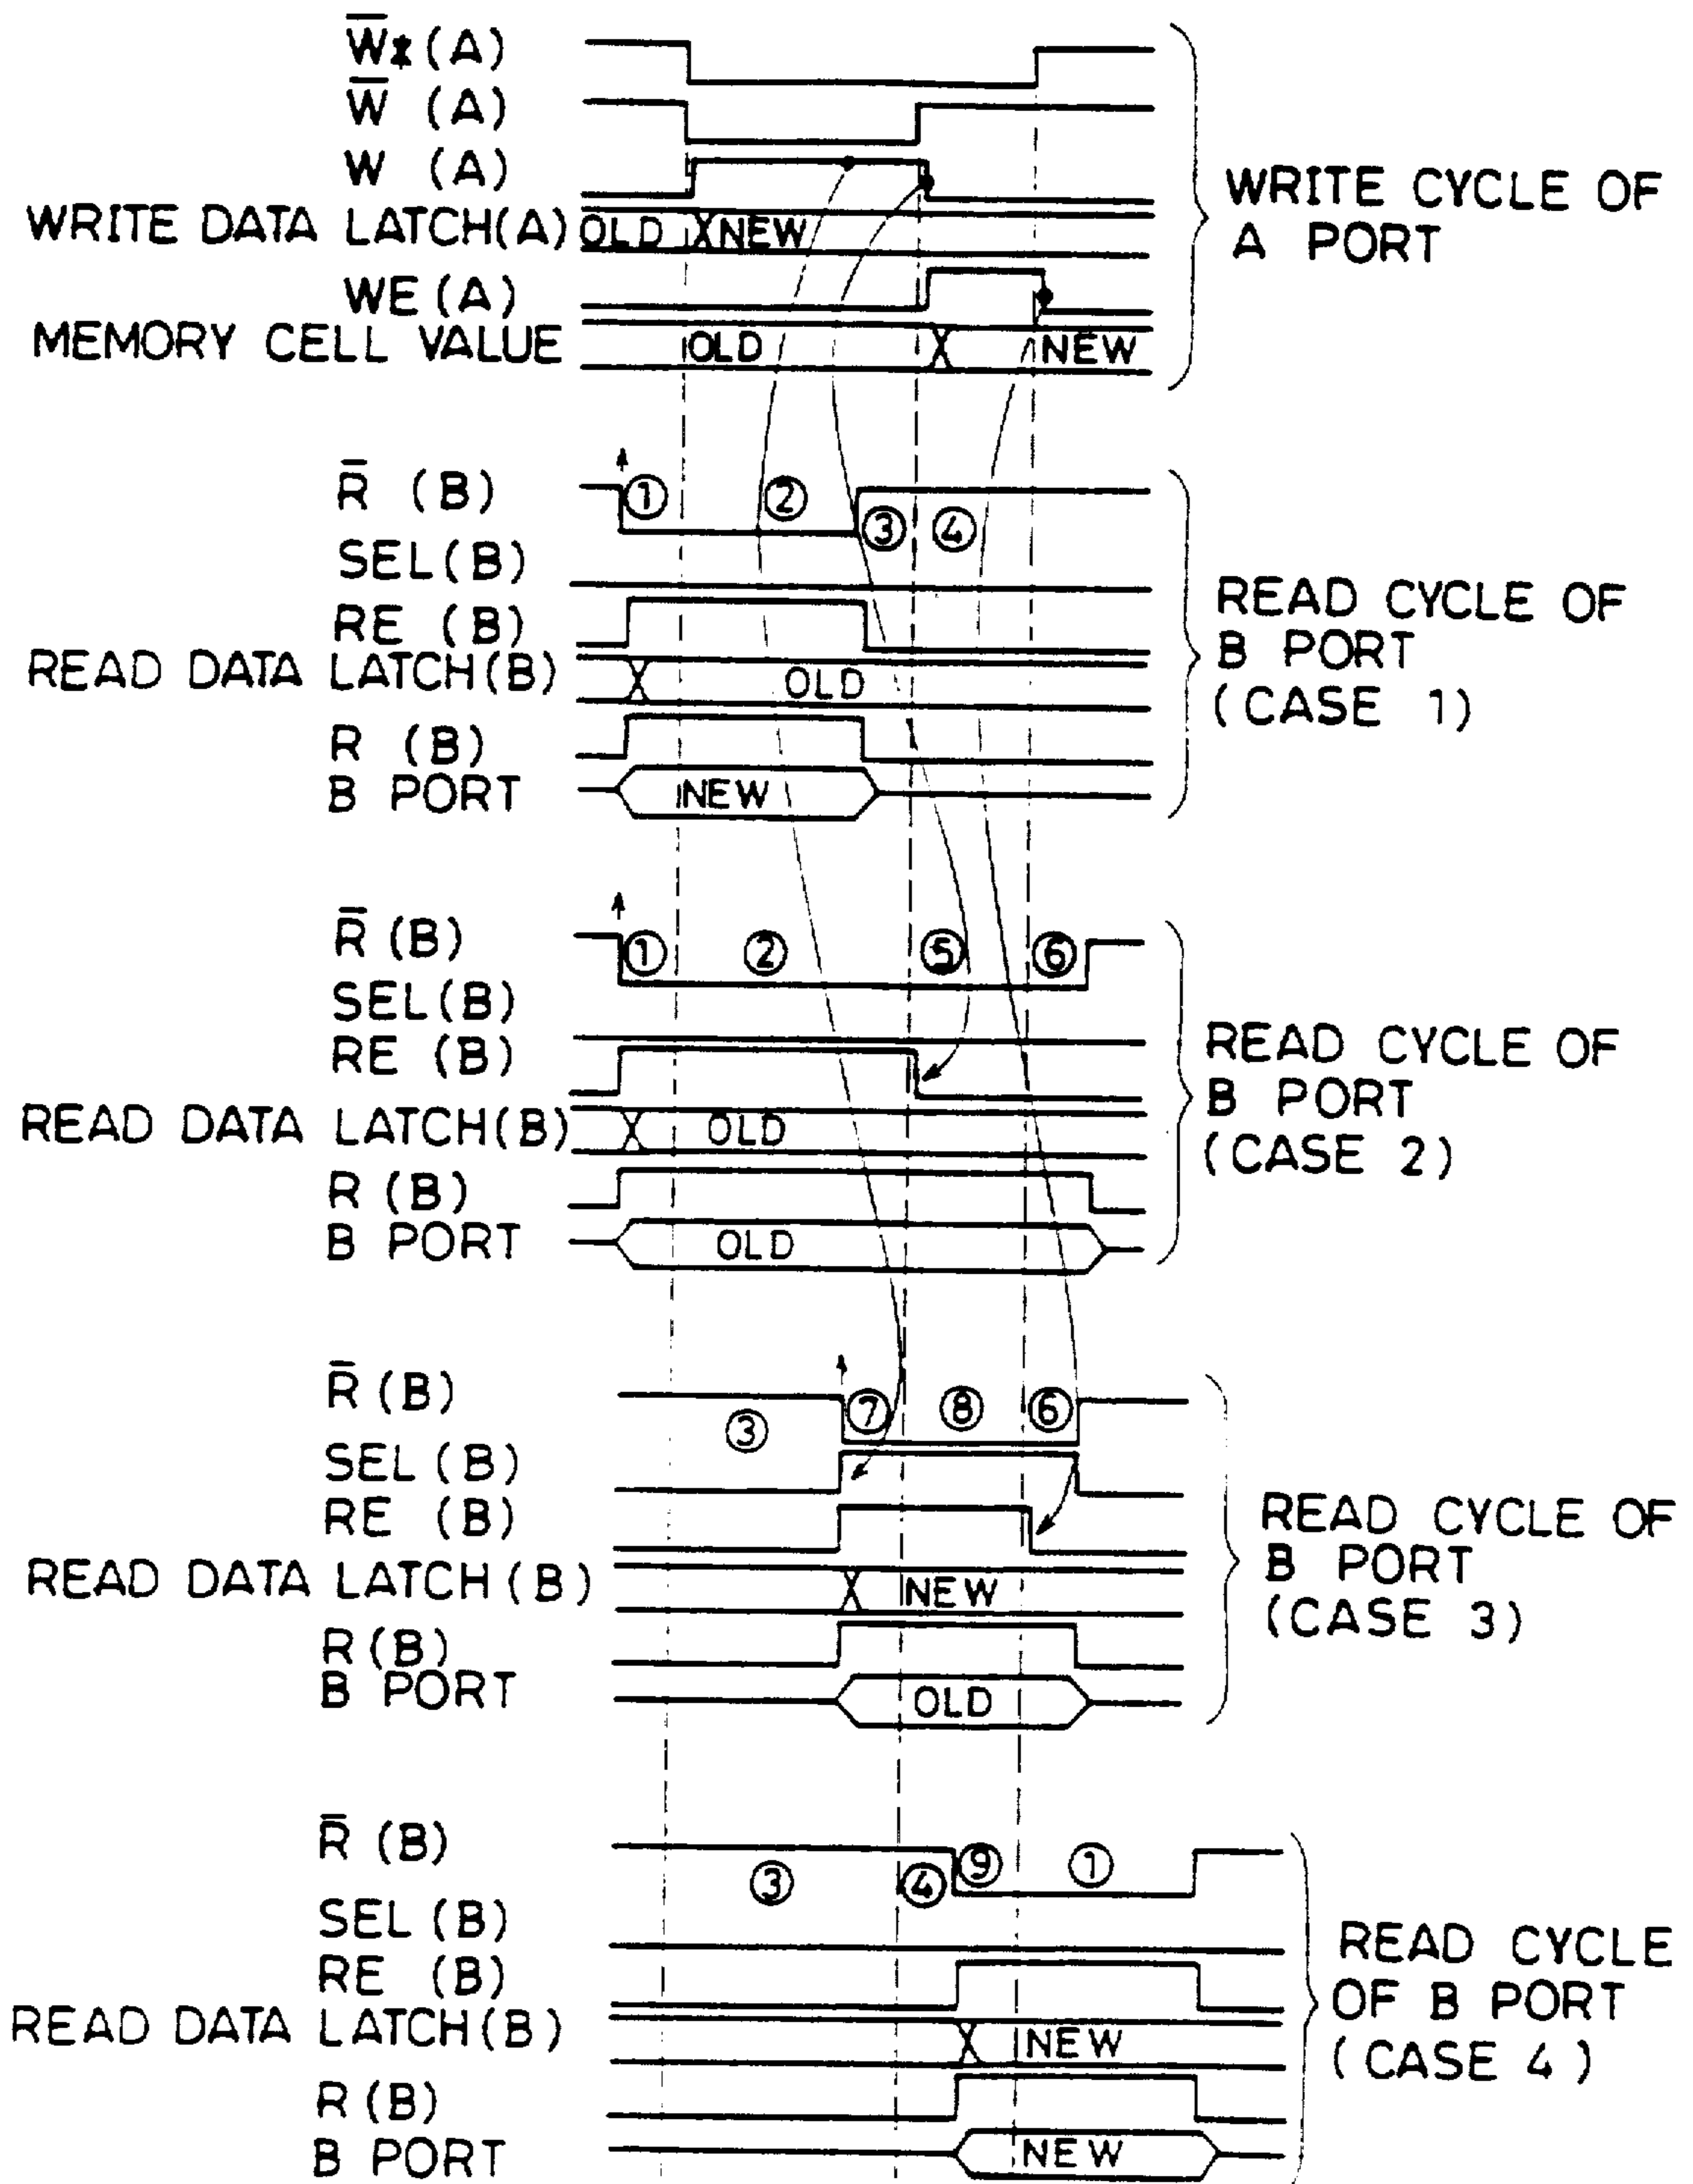 W̅* (A)
W̅ (A)
W (A)
WRITE DATA LATCH(A) OLD NEW
WE (A)
MEMORY CELL VALUE OLD NEW
WRITE CYCLE OF
A PORT
R̅ (B) ① ② ③ ④
SEL(B)
RE (B)
READ DATA LATCH(B) OLD
R (B)
B PORT NEW
READ CYCLE OF
B PORT
(CASE 1)
R̅ (B) ① ② ⑤ ⑥
SEL(B)
RE (B)
READ DATA LATCH(B) OLD
R (B)
B PORT OLD
READ CYCLE OF
B PORT
(CASE 2)
R̅ (B) ③ ⑦ ⑧ ⑥
SEL (B)
RE (B)
READ DATA LATCH (B) NEW
R (B)
B PORT OLD
READ CYCLE OF
B PORT
(CASE 3)
R̅ (B) ③ ④ ⑨ ①
SEL (B)
RE (B)
READ DATA LATCH(B) NEW
R (B)
B PORT NEW
READ CYCLE
OF B PORT
(CASE 4)